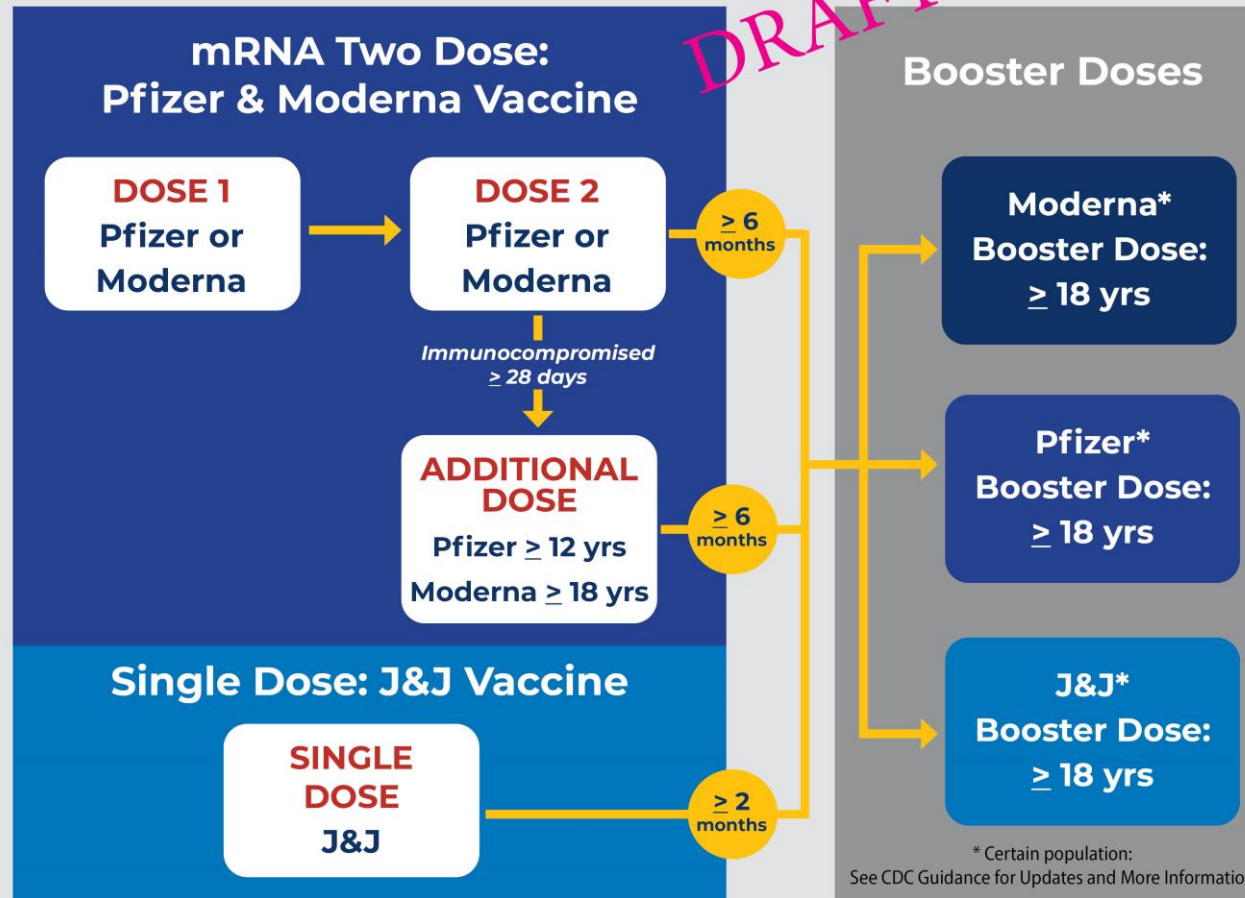 DRAFT
mRNA Two Dose:
Pfizer & Moderna Vaccine
DOSE 1
Pfizer or
Moderna
DOSE 2
Pfizer or
Moderna
≥ 6
months
Immunocompromised
≥ 28 days
ADDITIONAL
DOSE
Pfizer ≥ 12 yrs
Moderna ≥ 18 yrs
≥ 6
months
Single Dose: J&J Vaccine
SINGLE
DOSE
J&J
≥ 2
months
Booster Doses
Moderna*
Booster Dose:
≥ 18 yrs
Pfizer*
Booster Dose:
≥ 18 yrs
J&J*
Booster Dose:
≥ 18 yrs
* Certain population:
See CDC Guidance for Updates and More Informatio